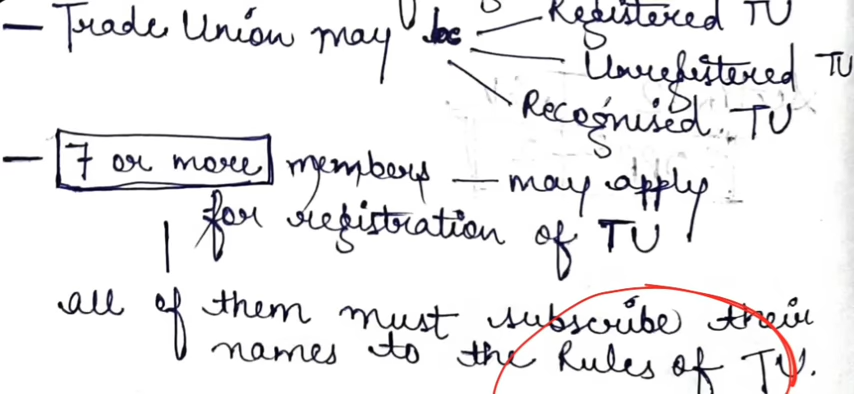 Registered TU
— Trade Union may be
Unregistered TU
Recognised TU
— 7 or more members — may apply
for registration of TU
all of them must subscribe their
names to the Rules of TU.